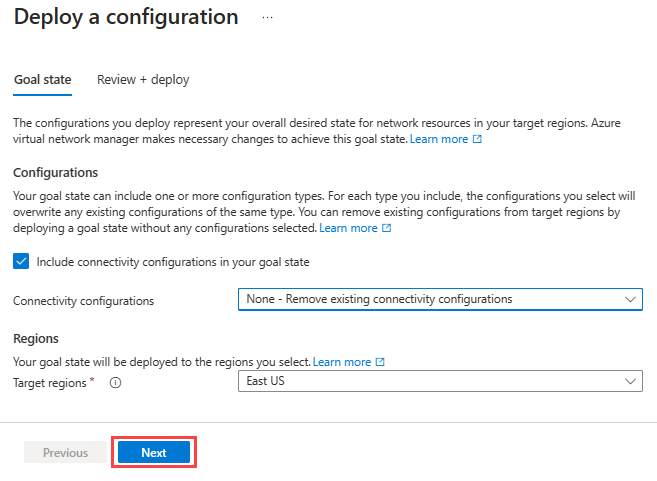 Deploy a configuration ...
Goal state Review + deploy
The configurations you deploy represent your overall desired state for network resources in your target regions. Azure
virtual network manager makes necessary changes to achieve this goal state. Learn more
Configurations
Your goal state can include one or more configuration types. For each type you include, the configurations you select will
overwrite any existing configurations of the same type. You can remove existing configurations from target regions by
deploying a goal state without any configurations selected. Learn more
Include connectivity configurations in your goal state
Connectivity configurations None - Remove existing connectivity configurations
Regions
Your goal state will be deployed to the regions you select. Learn more
Target regions * East US
Previous Next